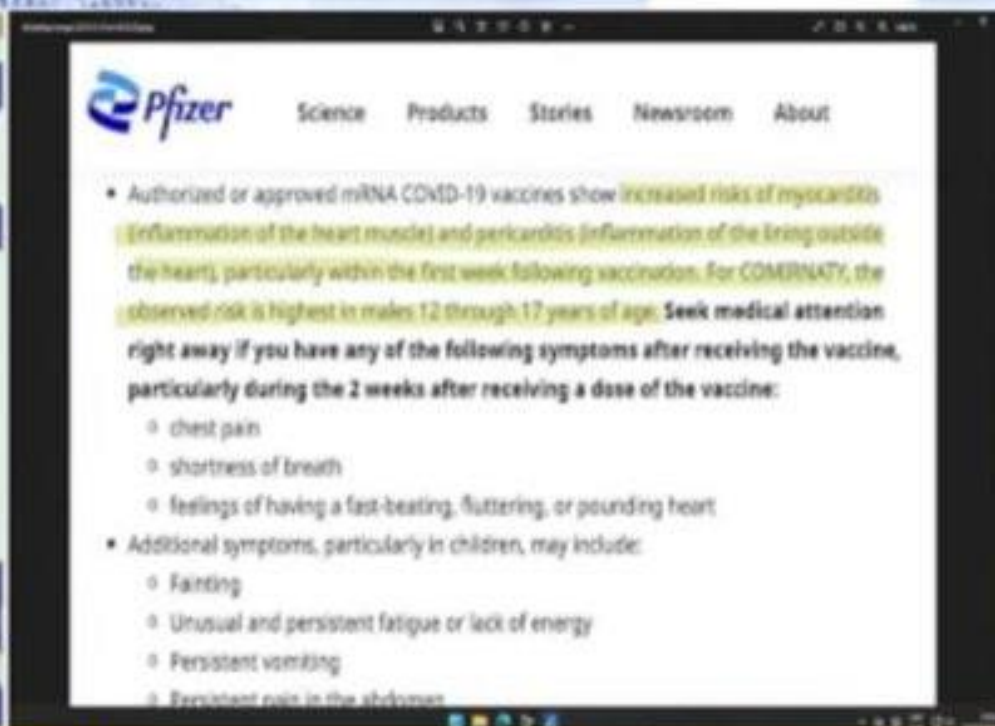 Pfizer
Science Products Stories Newsroom About
• Authorized or approved mRNA COVID-19 vaccines show increased risks of myocarditis
(inflammation of the heart muscle) and pericarditis (inflammation of the lining outside
the heart), particularly within the first week following vaccination. For COMIRNATY, the
observed risk is highest in males 12 through 17 years of age. Seek medical attention
right away if you have any of the following symptoms after receiving the vaccine,
particularly during the 2 weeks after receiving a dose of the vaccine:
chest pain
shortness of breath
feelings of having a fast-beating, fluttering, or pounding heart
• Additional symptoms, particularly in children, may include:
Fainting
Unusual and persistent fatigue or lack of energy
Persistent vomiting
Persistent pain in the abdomen